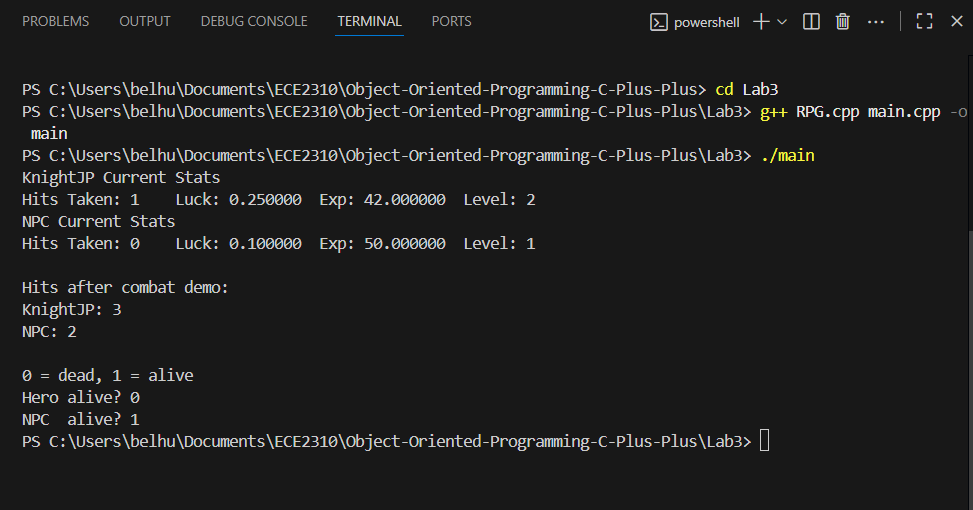 PROBLEMS OUTPUT DEBUG CONSOLE TERMINAL PORTS powershell
PS C:\Users\belhu\Documents\ECE2310\Object-Oriented-Programming-C-Plus-Plus> cd Lab3
PS C:\Users\belhu\Documents\ECE2310\Object-Oriented-Programming-C-Plus-Plus\Lab3> g++ RPG.cpp main.cpp -o
main
PS C:\Users\belhu\Documents\ECE2310\Object-Oriented-Programming-C-Plus-Plus\Lab3> ./main
KnightJP Current Stats
Hits Taken: 1    Luck: 0.250000  Exp: 42.000000  Level: 2
NPC Current Stats
Hits Taken: 0    Luck: 0.100000  Exp: 50.000000  Level: 1
Hits after combat demo:
KnightJP: 3
NPC: 2
0 = dead, 1 = alive
Hero alive? 0
NPC  alive? 1
PS C:\Users\belhu\Documents\ECE2310\Object-Oriented-Programming-C-Plus-Plus\Lab3>